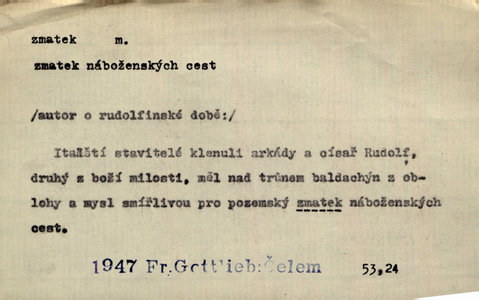 zmatek m.
zmatek náboženských cest
/autor o rudolfinské době:/
Italští stavitelé klenuli arkády a císař Rudolf,
druhý z boží milosti, měl nad trůnem baldachýn z ob-
lohy a mysl smířlivou pro pozemský zmatek náboženských
cest.
1947 Fr. Gottlieb: Čelem 53,24